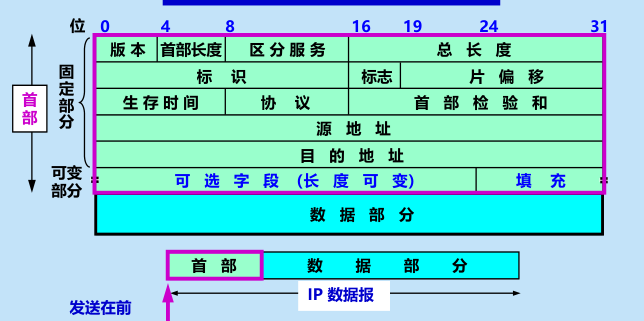 位 0 4 8 16 19 24 31
版本 首部长度 区分服务 总长度
标识 标志 片偏移
生存时间 协议 首部检验和
源地址
目的地址
可选字段 (长度可变) 填充
数据部分
固定部分
首部
可变部分
首部 数据部分
IP 数据报
发送在前